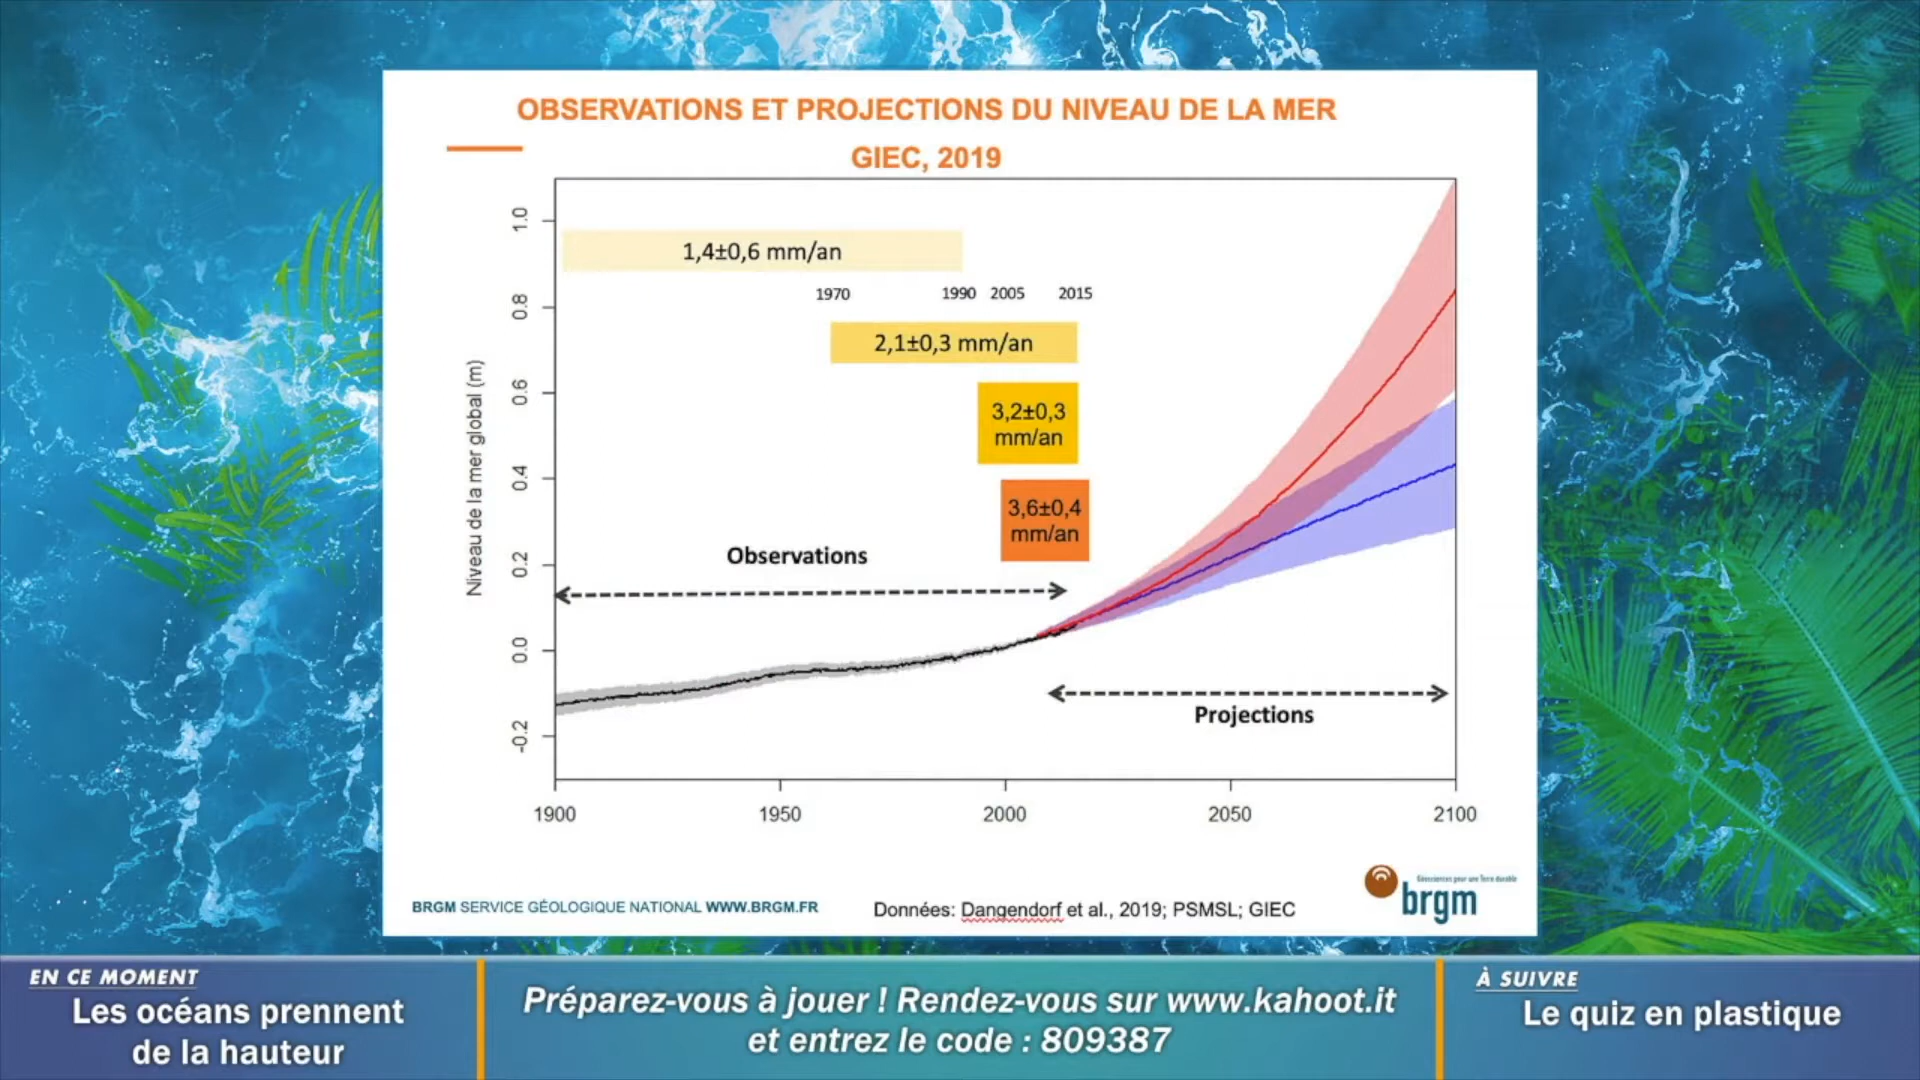 OBSERVATIONS ET PROJECTIONS DU NIVEAU DE LA MER
GIEC, 2019
Niveau de la mer global (m)
1.0
0.8
0.6
0.4
0.2
0.0
-0.2
1,4±0,6 mm/an
1970
1990
2005
2015
2,1±0,3 mm/an
3,2±0,3
mm/an
3,6±0,4
mm/an
Observations
Projections
1900
1950
2000
2050
2100
Géosciences pour une Terre durable
brgm
BRGM SERVICE GÉOLOGIQUE NATIONAL WWW.BRGM.FR
Données: Dangendorf et al., 2019; PSMSL; GIEC
EN CE MOMENT
Les océans prennent
de la hauteur
Préparez-vous à jouer ! Rendez-vous sur www.kahoot.it
et entrez le code : 809387
À SUIVRE
Le quiz en plastique